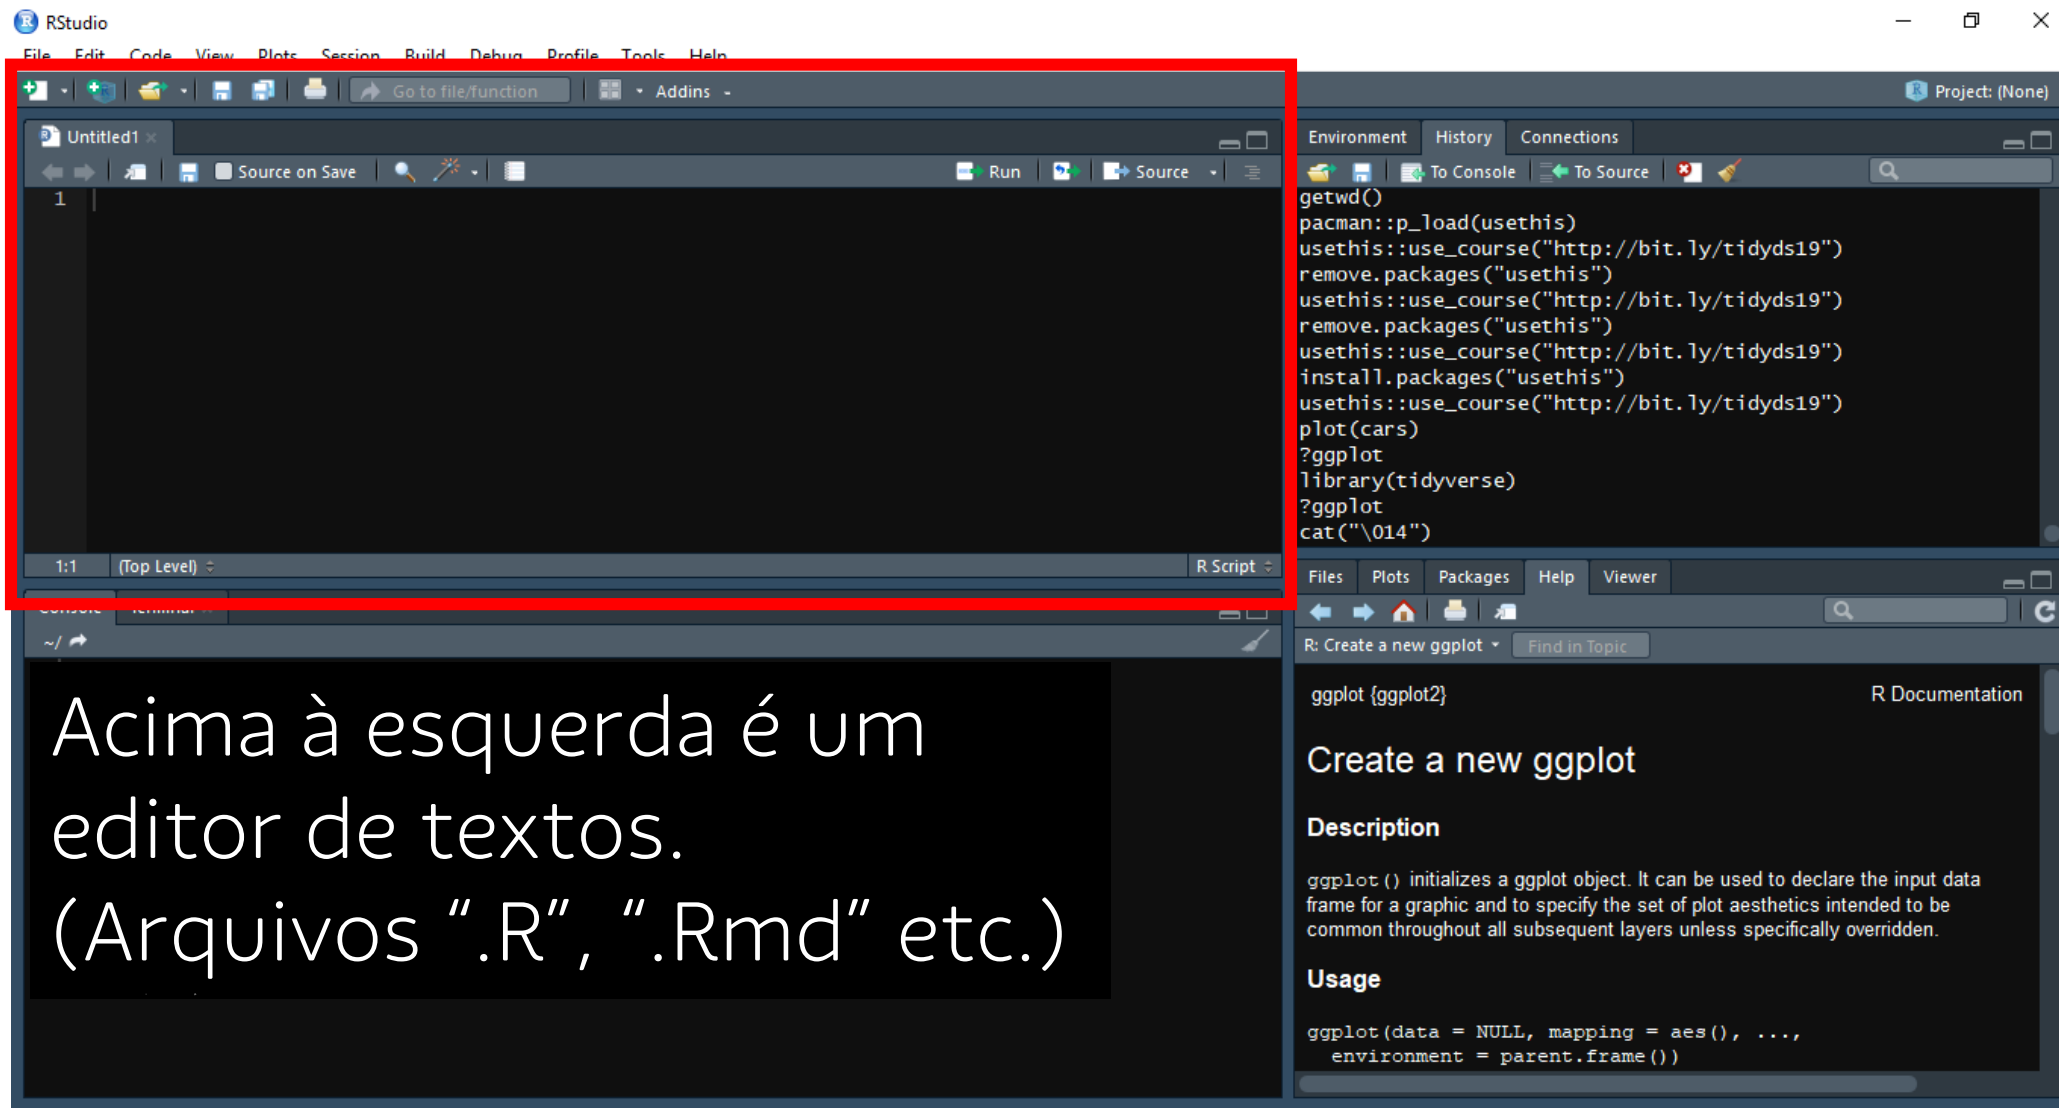 RStudio
File Edit Code View Plots Session Build Debug Profile Tools Help
Go to file/function Addins
Project: (None)
Untitled1
Source on Save Run Source
1
1:1 (Top Level) R Script
Environment History Connections
To Console To Source
getwd()
pacman::p_load(usethis)
usethis::use_course("http://bit.ly/tidyds19")
remove.packages("usethis")
usethis::use_course("http://bit.ly/tidyds19")
remove.packages("usethis")
usethis::use_course("http://bit.ly/tidyds19")
install.packages("usethis")
usethis::use_course("http://bit.ly/tidyds19")
plot(cars)
?ggplot
library(tidyverse)
?ggplot
cat("\014")
Console Terminal
~/
Acima à esquerda é um
editor de textos.
(Arquivos “.R”, “.Rmd” etc.)
Files Plots Packages Help Viewer
R: Create a new ggplot Find in Topic
ggplot {ggplot2} R Documentation
Create a new ggplot
Description
ggplot() initializes a ggplot object. It can be used to declare the input data
frame for a graphic and to specify the set of plot aesthetics intended to be
common throughout all subsequent layers unless specifically overridden.
Usage
ggplot(data = NULL, mapping = aes(), ...,
environment = parent.frame())